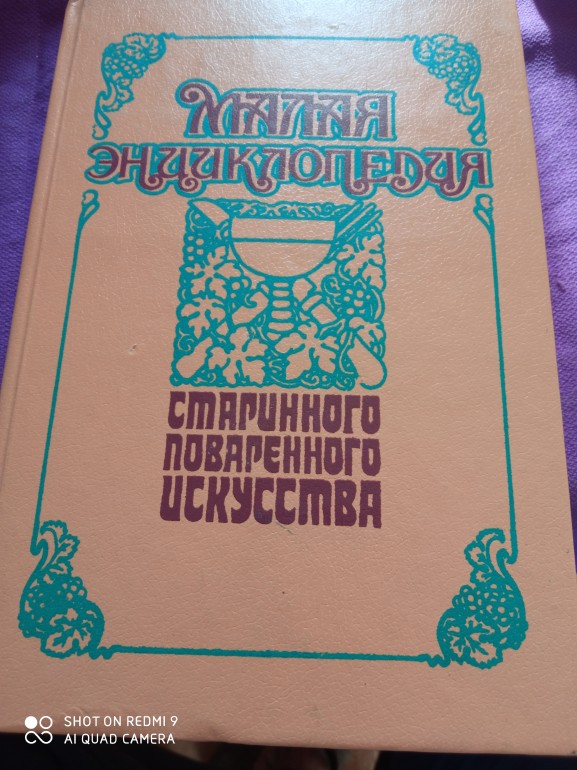 МАЛАЯ
ЭНЦИКЛОПЕДИЯ
СТАРИННОГО
ПОВАРЕННОГО
ИСКУССТВА
SHOT ON REDMI 9
AI QUAD CAMERA